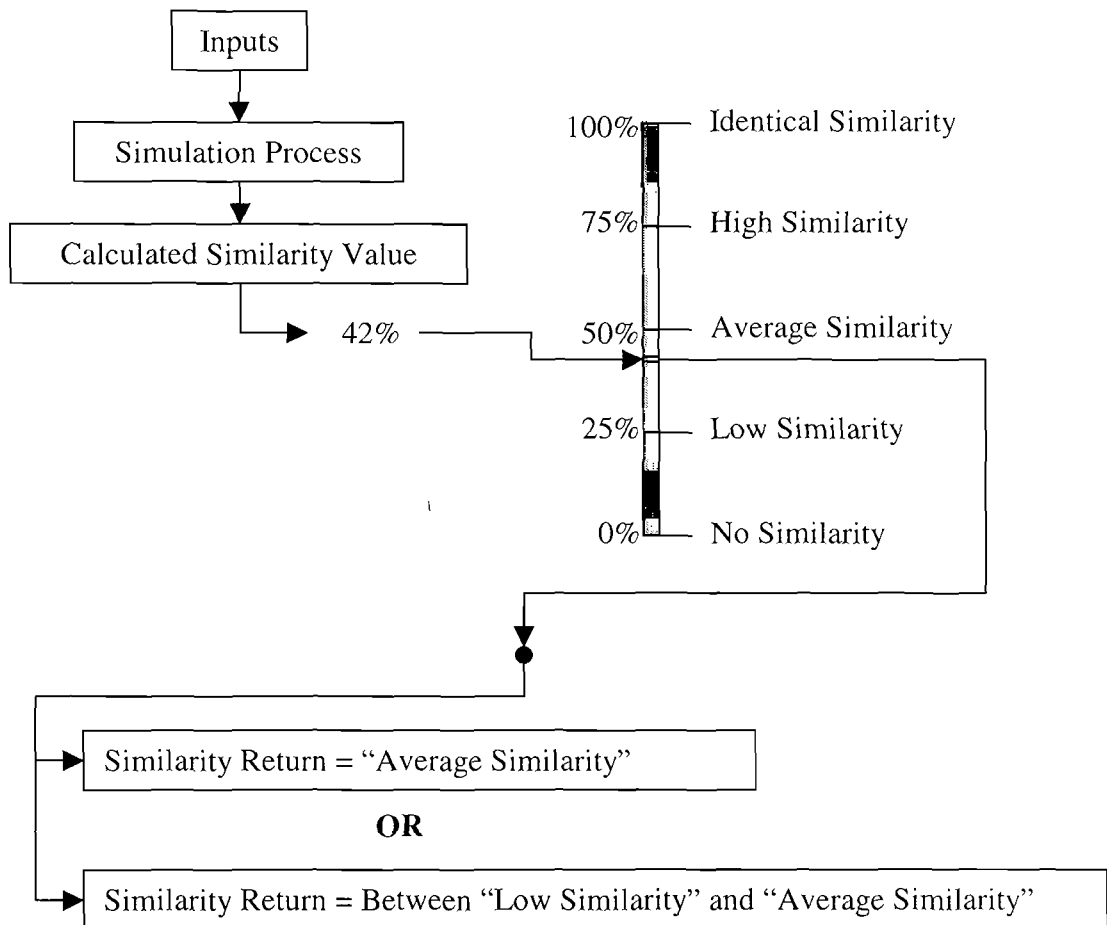 Inputs
Simulation Process
Calculated Similarity Value
42%
100% Identical Similarity
75% High Similarity
50% Average Similarity
25% Low Similarity
0% No Similarity
Similarity Return = “Average Similarity”
OR
Similarity Return = Between “Low Similarity” and “Average Similarity”